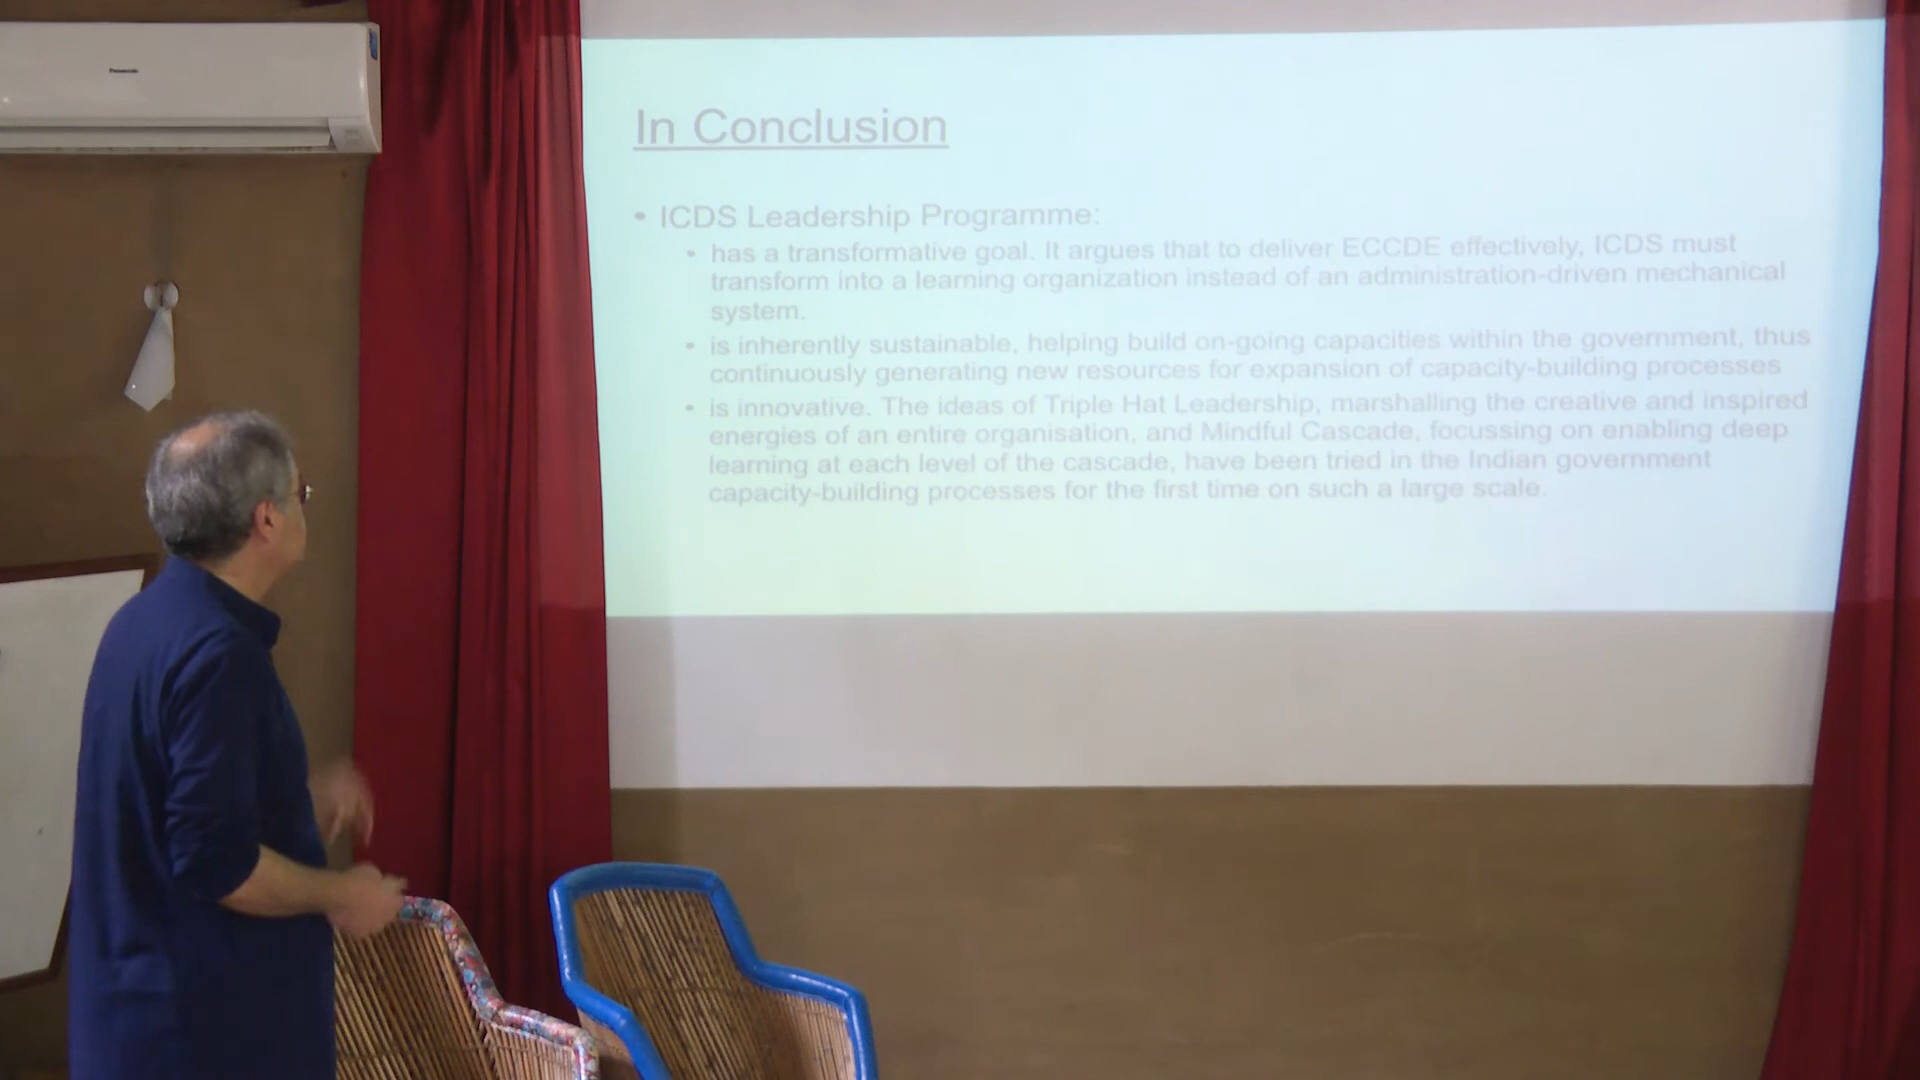 Panasonic
In Conclusion
• ICDS Leadership Programme:
• has a transformative goal. It argues that to deliver ECCDE effectively, ICDS must
transform into a learning organization instead of an administration-driven mechanical
system.
• is inherently sustainable, helping build on-going capacities within the government, thus
continuously generating new resources for expansion of capacity-building processes
• is innovative. The ideas of Triple Hat Leadership, marshalling the creative and inspired
energies of an entire organisation, and Mindful Cascade, focussing on enabling deep
learning at each level of the cascade, have been tried in the Indian government
capacity-building processes for the first time on such a large scale.